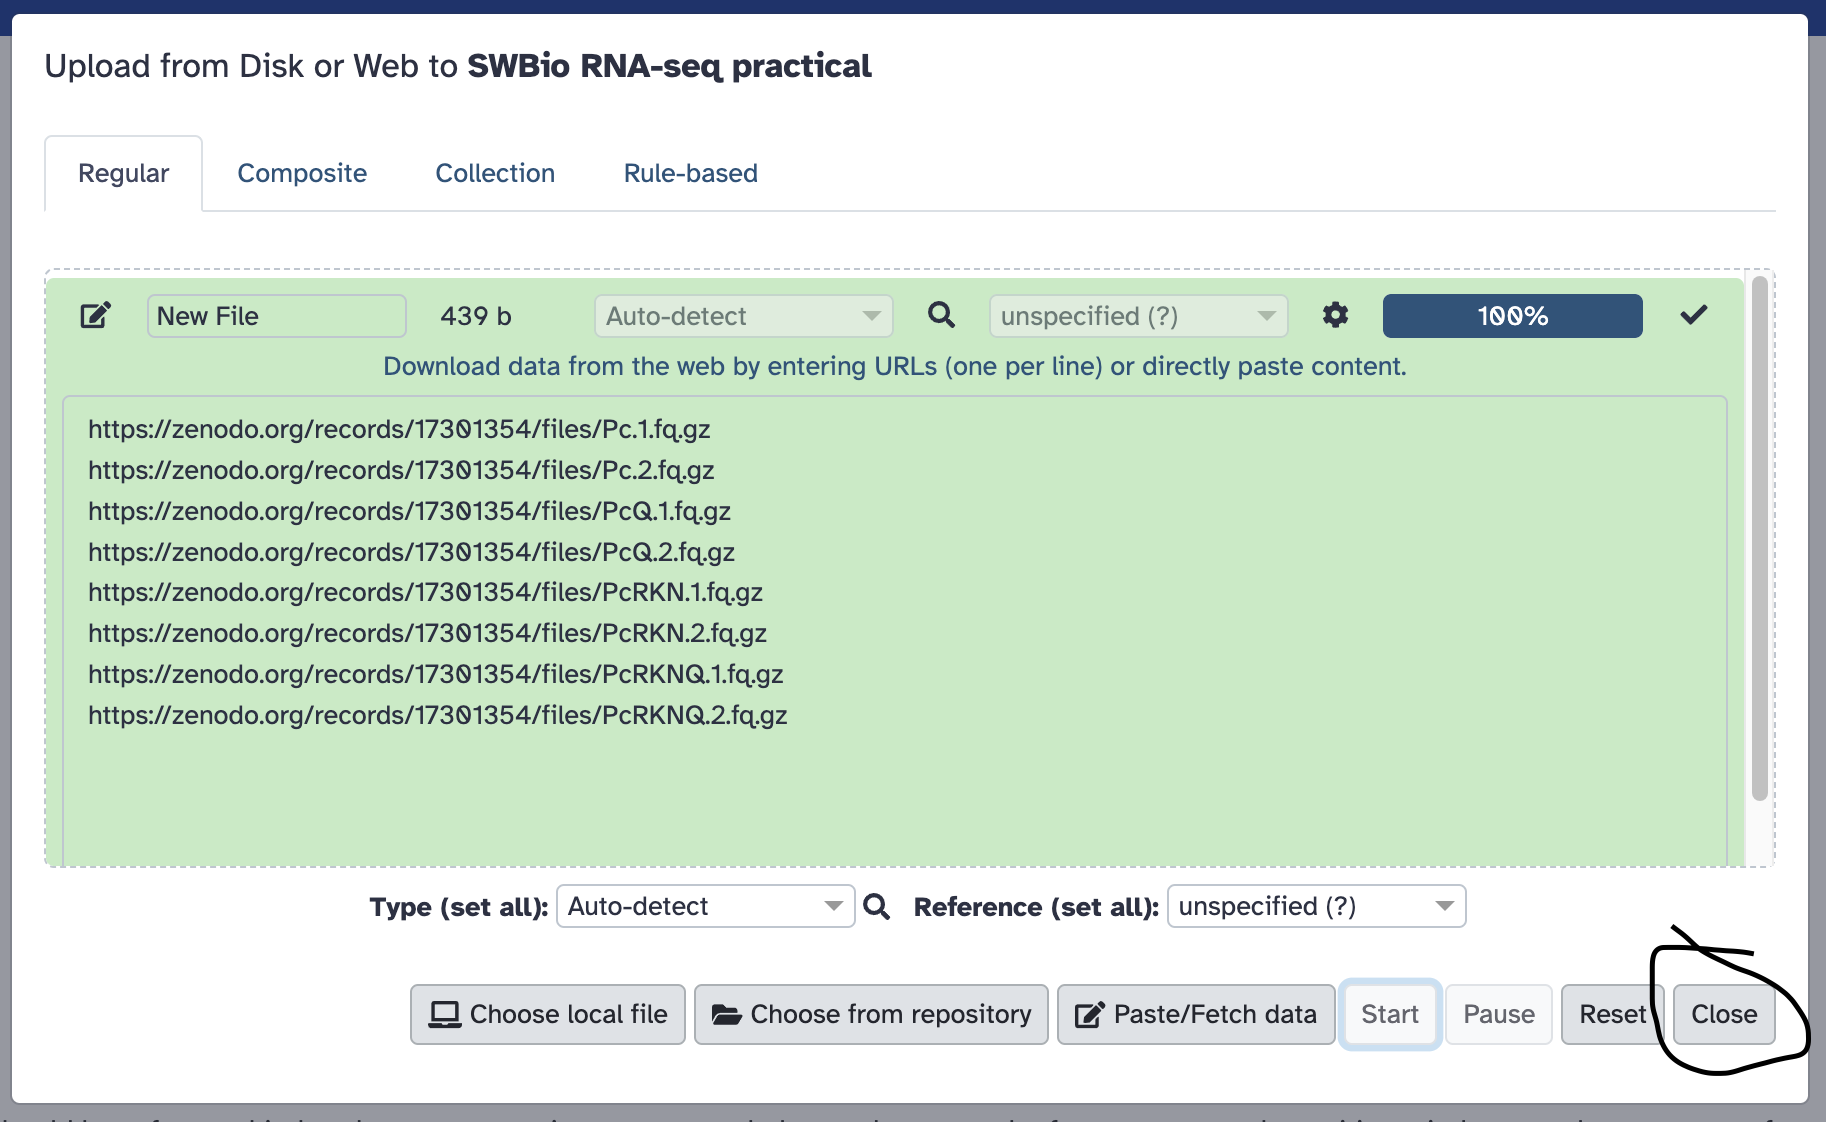 Upload from Disk or Web to SWBio RNA-seq practical
Regular Composite Collection Rule-based
New File 439 b Auto-detect unspecified (?) 100%
Download data from the web by entering URLs (one per line) or directly paste content.
https://zenodo.org/records/17301354/files/Pc.1.fq.gz
https://zenodo.org/records/17301354/files/Pc.2.fq.gz
https://zenodo.org/records/17301354/files/PcQ.1.fq.gz
https://zenodo.org/records/17301354/files/PcQ.2.fq.gz
https://zenodo.org/records/17301354/files/PcRKN.1.fq.gz
https://zenodo.org/records/17301354/files/PcRKN.2.fq.gz
https://zenodo.org/records/17301354/files/PcRKNQ.1.fq.gz
https://zenodo.org/records/17301354/files/PcRKNQ.2.fq.gz
Type (set all): Auto-detect Reference (set all): unspecified (?)
Choose local file Choose from repository Paste/Fetch data Start Pause Reset Close